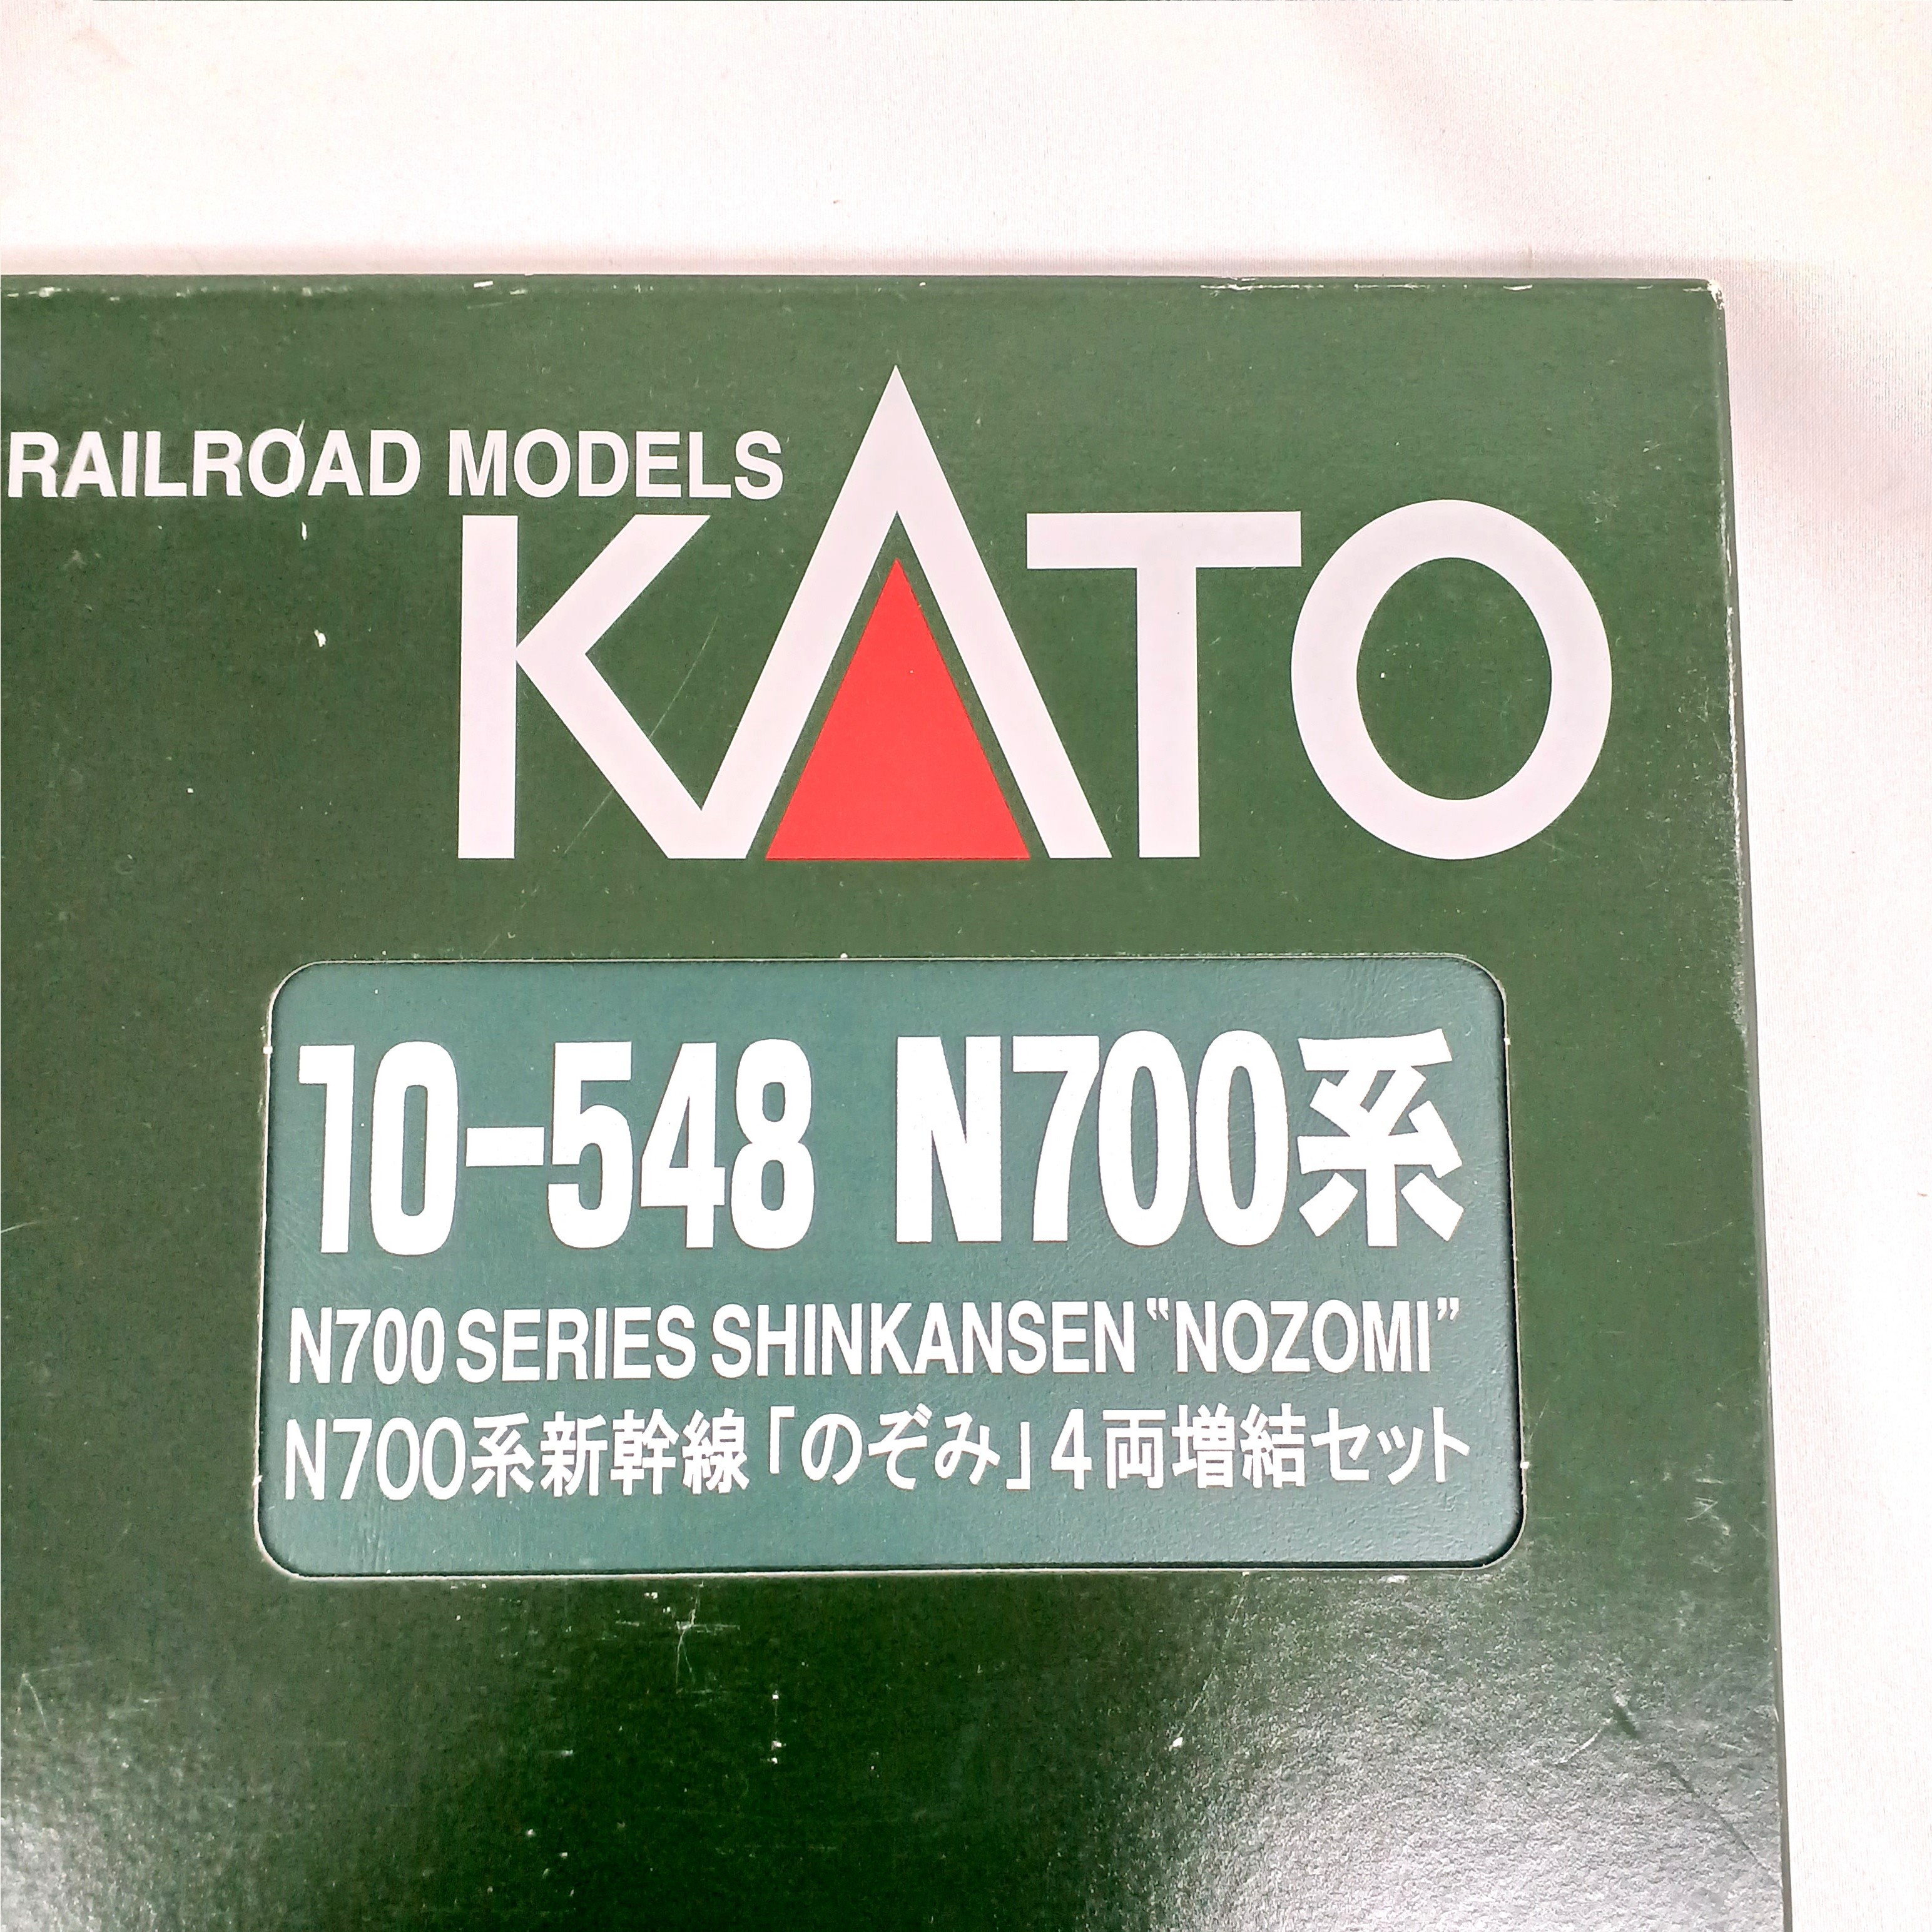 RAILROAD MODELS
KATO
10-548 N700系
N700 SERIES SHINKANSEN "NOZOMI"
N700系新幹線「のぞみ」4両増結セット